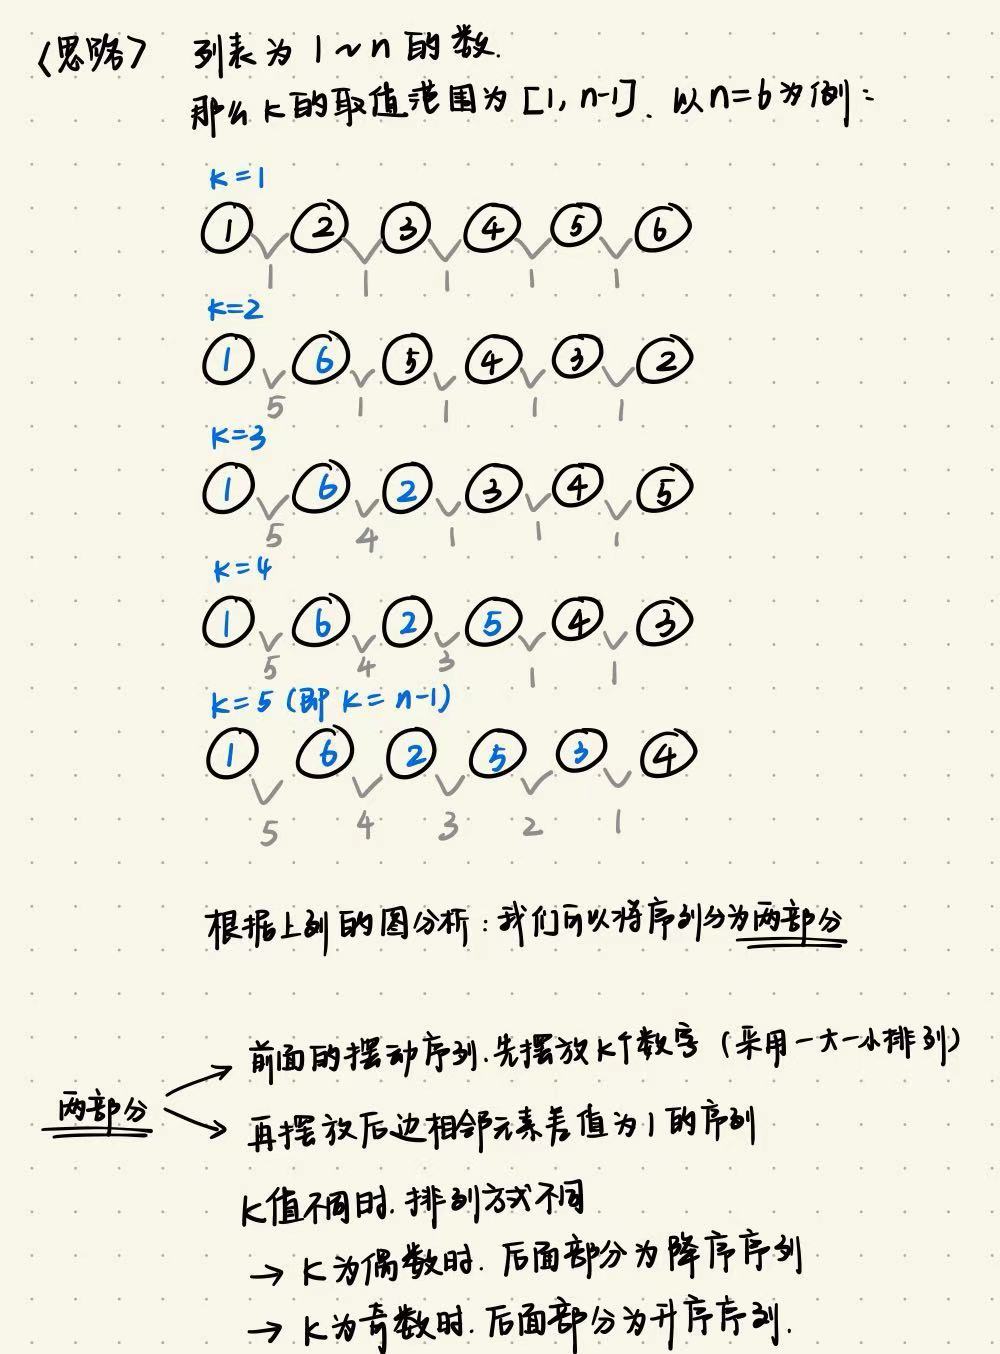 〈思路〉 列表为 1~n 的数.
那么 k 的取值范围为 [1, n-1]. 以 n=6 为例:
k=1
1 2 3 4 5 6
1 1 1 1 1
k=2
1 6 5 4 3 2
5 1 1 1 1
k=3
1 6 2 3 4 5
5 4 1 1 1
k=4
1 6 2 5 4 3
5 4 3 1 1
k=5 (即 k=n-1)
1 6 2 5 3 4
5 4 3 2 1
根据上列的图分析:我们可以将序列分为两部分
前面的摆动序列.先摆放k个数字(采用一大一小排列)
两部分
再摆放后边相邻元素差值为1的序列
K值不同时.排列方式不同
→ K为偶数时.后面部分为降序序列
→ K为奇数时.后面部分为升序序列.